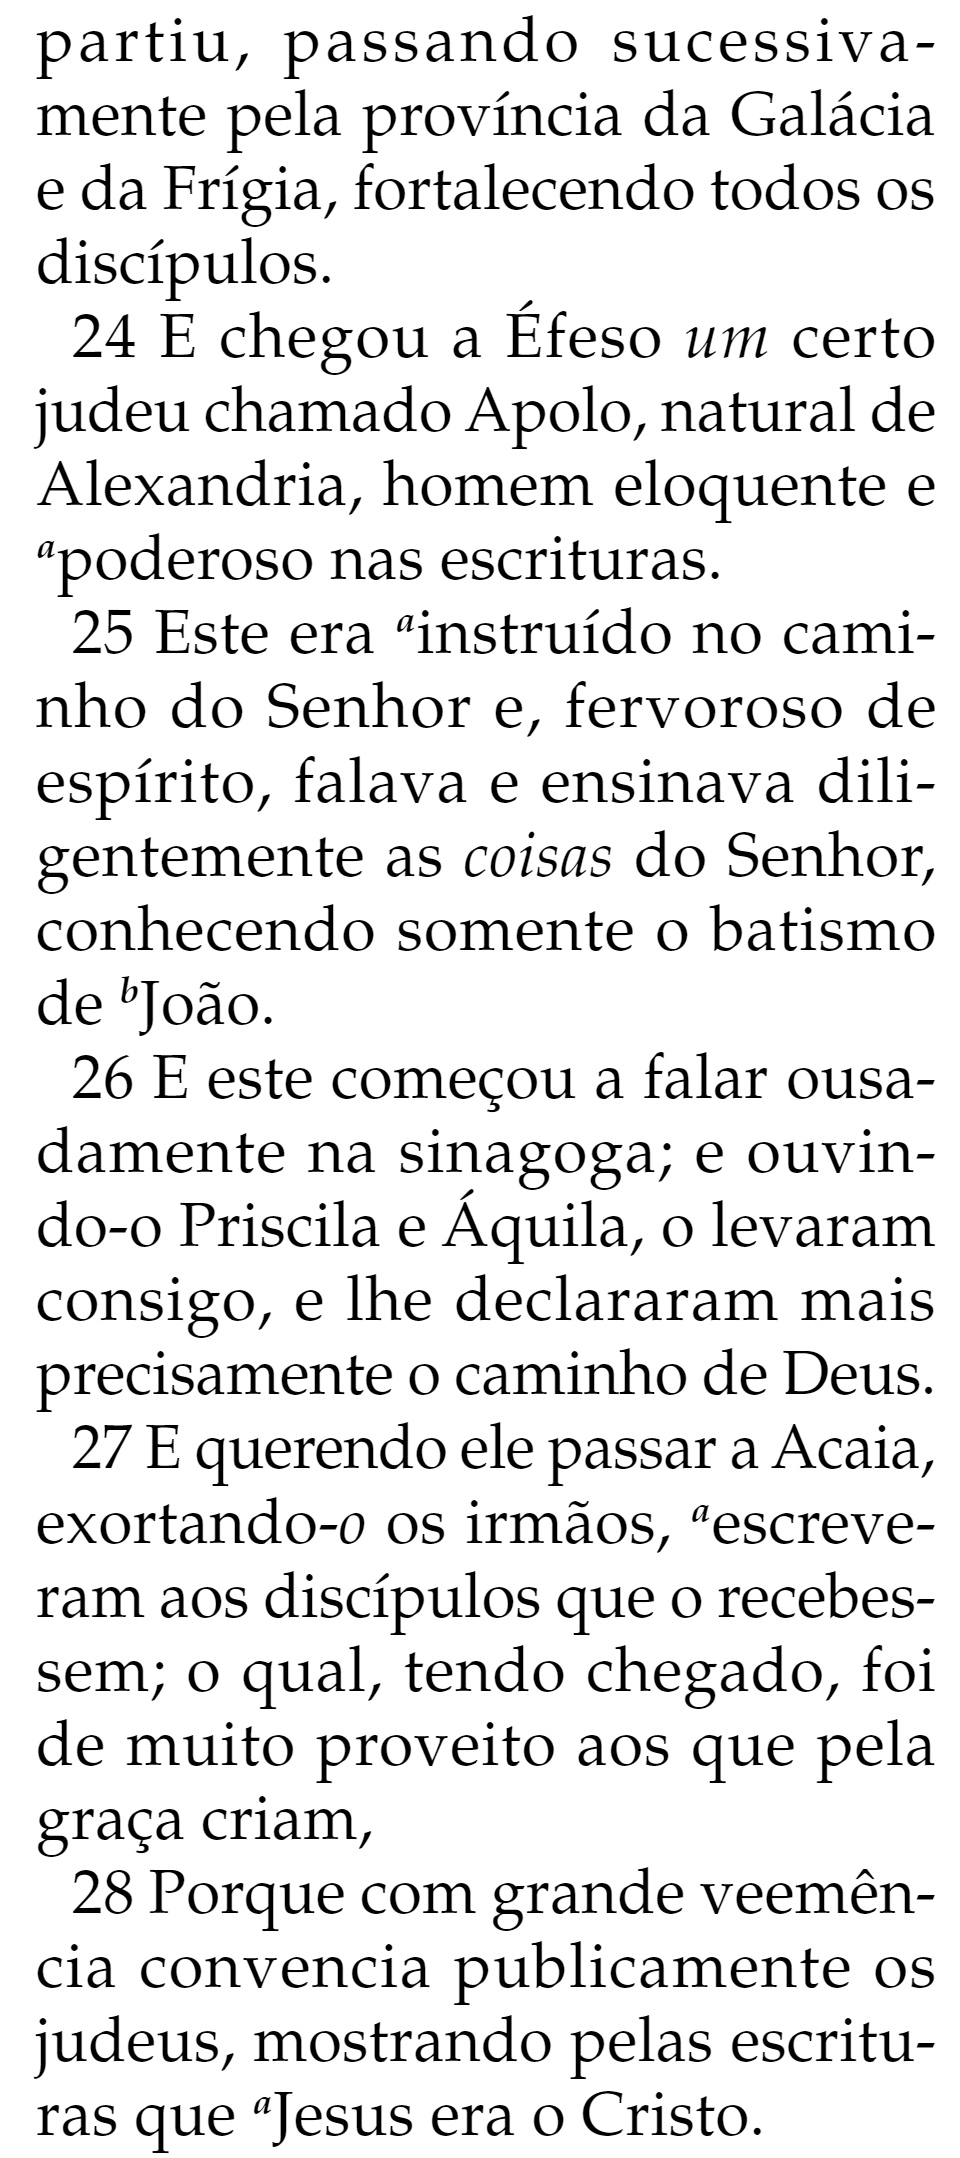 partiu, passando sucessiva-
mente pela província da Galácia
e da Frígia, fortalecendo todos os
discípulos.
24 E chegou a Éfeso um certo
judeu chamado Apolo, natural de
Alexandria, homem eloquente e
apoderoso nas escrituras.
25 Este era ainstruído no cami-
nho do Senhor e, fervoroso de
espírito, falava e ensinava dili-
gentemente as coisas do Senhor,
conhecendo somente o batismo
de bJoão.
26 E este começou a falar ousa-
damente na sinagoga; e ouvin-
do-o Priscila e Áquila, o levaram
consigo, e lhe declararam mais
precisamente o caminho de Deus.
27 E querendo ele passar a Acaia,
exortando-o os irmãos, aescreve-
ram aos discípulos que o recebes-
sem; o qual, tendo chegado, foi
de muito proveito aos que pela
graça criam,
28 Porque com grande veemên-
cia convencia publicamente os
judeus, mostrando pelas escritu-
ras que aJesus era o Cristo.